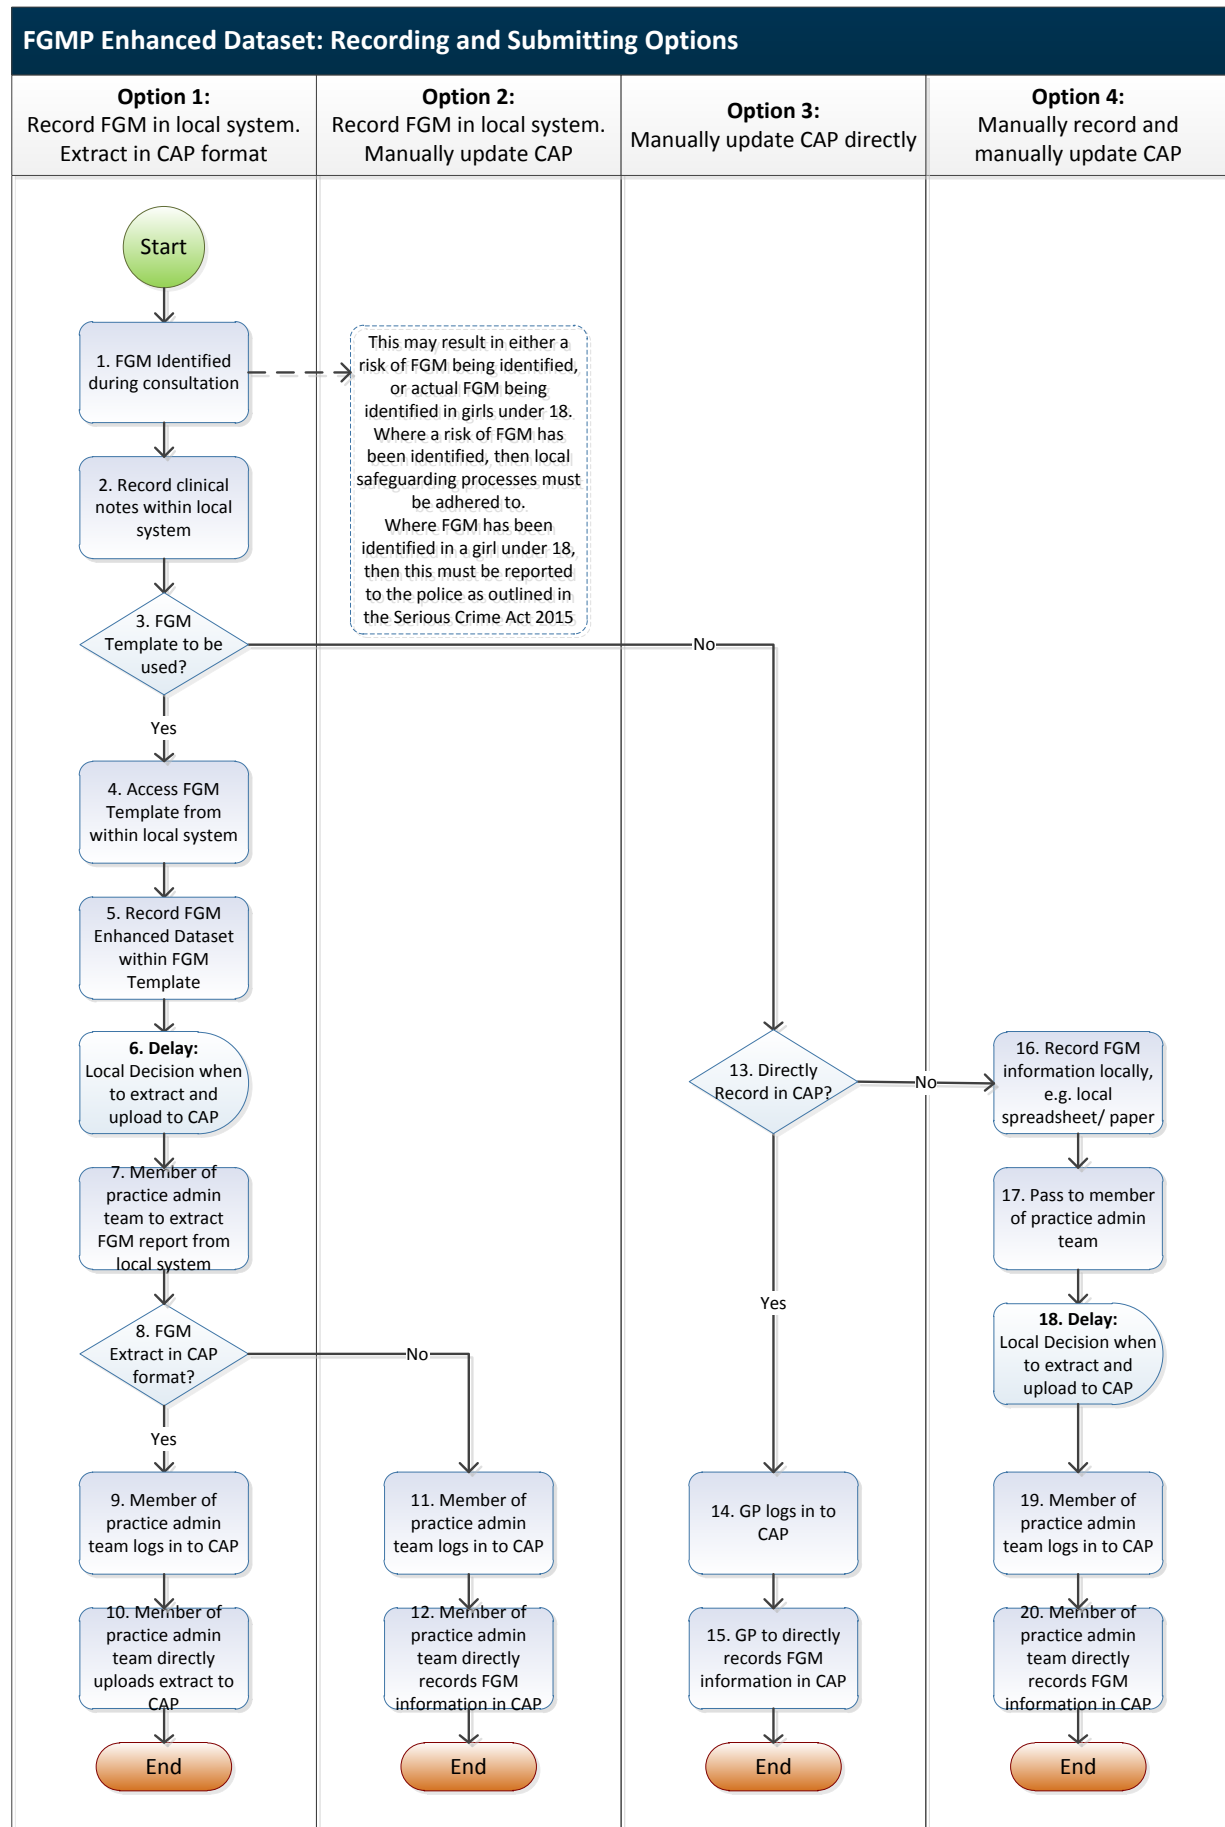 FGMP Enhanced Dataset: Recording and Submitting Options
Option 1:
Record FGM in local system.
Extract in CAP format
Option 2:
Record FGM in local system.
Manually update CAP
Option 3:
Manually update CAP directly
Option 4:
Manually record and
manually update CAP
Start
1. FGM Identified
during consultation
This may result in either a
risk of FGM being identified,
or actual FGM being
identified in girls under 18.
Where a risk of FGM has
been identified, then local
safeguarding processes must
be adhered to.
Where FGM has been
identified in a girl under 18,
then this must be reported
to the police as outlined in
the Serious Crime Act 2015
2. Record clinical
notes within local
system
3. FGM
Template to be
used?
No
Yes
4. Access FGM
Template from
within local system
5. Record FGM
Enhanced Dataset
within FGM
Template
6. Delay:
Local Decision when
to extract and
upload to CAP
7. Member of
practice admin
team to extract
FGM report from
local system
8. FGM
Extract in CAP
format?
No
Yes
9. Member of
practice admin
team logs in to CAP
10. Member of
practice admin
team directly
uploads extract to
CAP
End
11. Member of
practice admin
team logs in to CAP
12. Member of
practice admin
team directly
records FGM
information in CAP
End
13. Directly
Record in CAP?
No
Yes
14. GP logs in to
CAP
15. GP to directly
records FGM
information in CAP
End
16. Record FGM
information locally,
e.g. local
spreadsheet/ paper
17. Pass to member
of practice admin
team
18. Delay:
Local Decision when
to extract and
upload to CAP
19. Member of
practice admin
team logs in to CAP
20. Member of
practice admin
team directly
records FGM
information in CAP
End